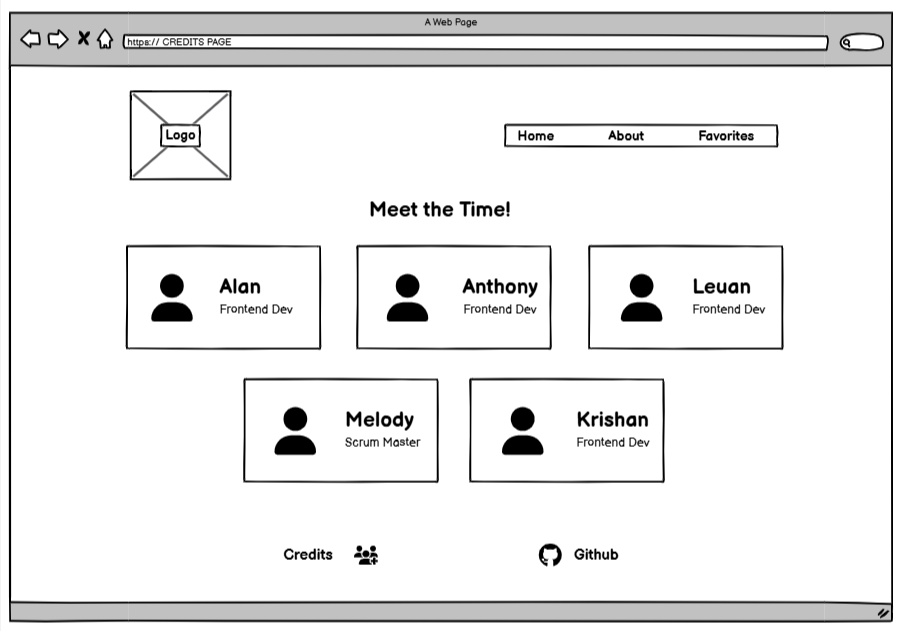 A Web Page
https:// CREDITS PAGE
Logo
Home About Favorites
Meet the Time!
Alan
Frontend Dev
Anthony
Frontend Dev
Leuan
Frontend Dev
Melody
Scrum Master
Krishan
Frontend Dev
Credits
Github